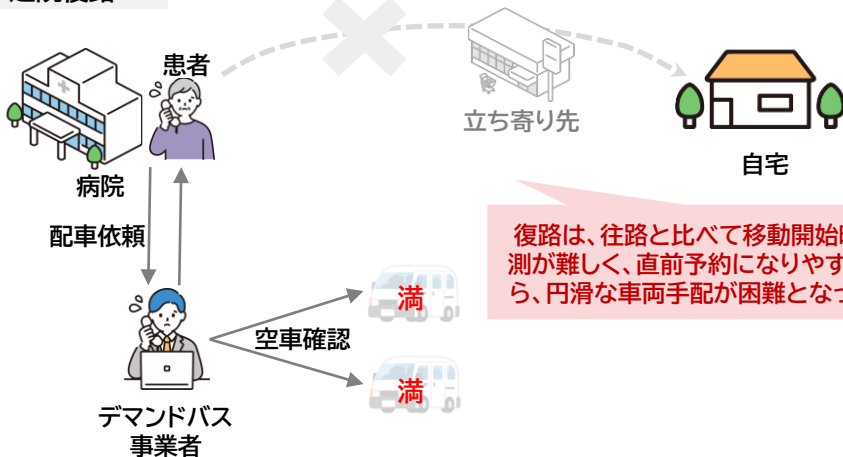 患者
立ち寄り先
自宅
病院
配車依頼
復路は、往路と比べて移動開始
測が難しく、直前予約になりやす
ら、円滑な車両手配が困難となっ
満
空車確認
満
デマンドバス
事業者